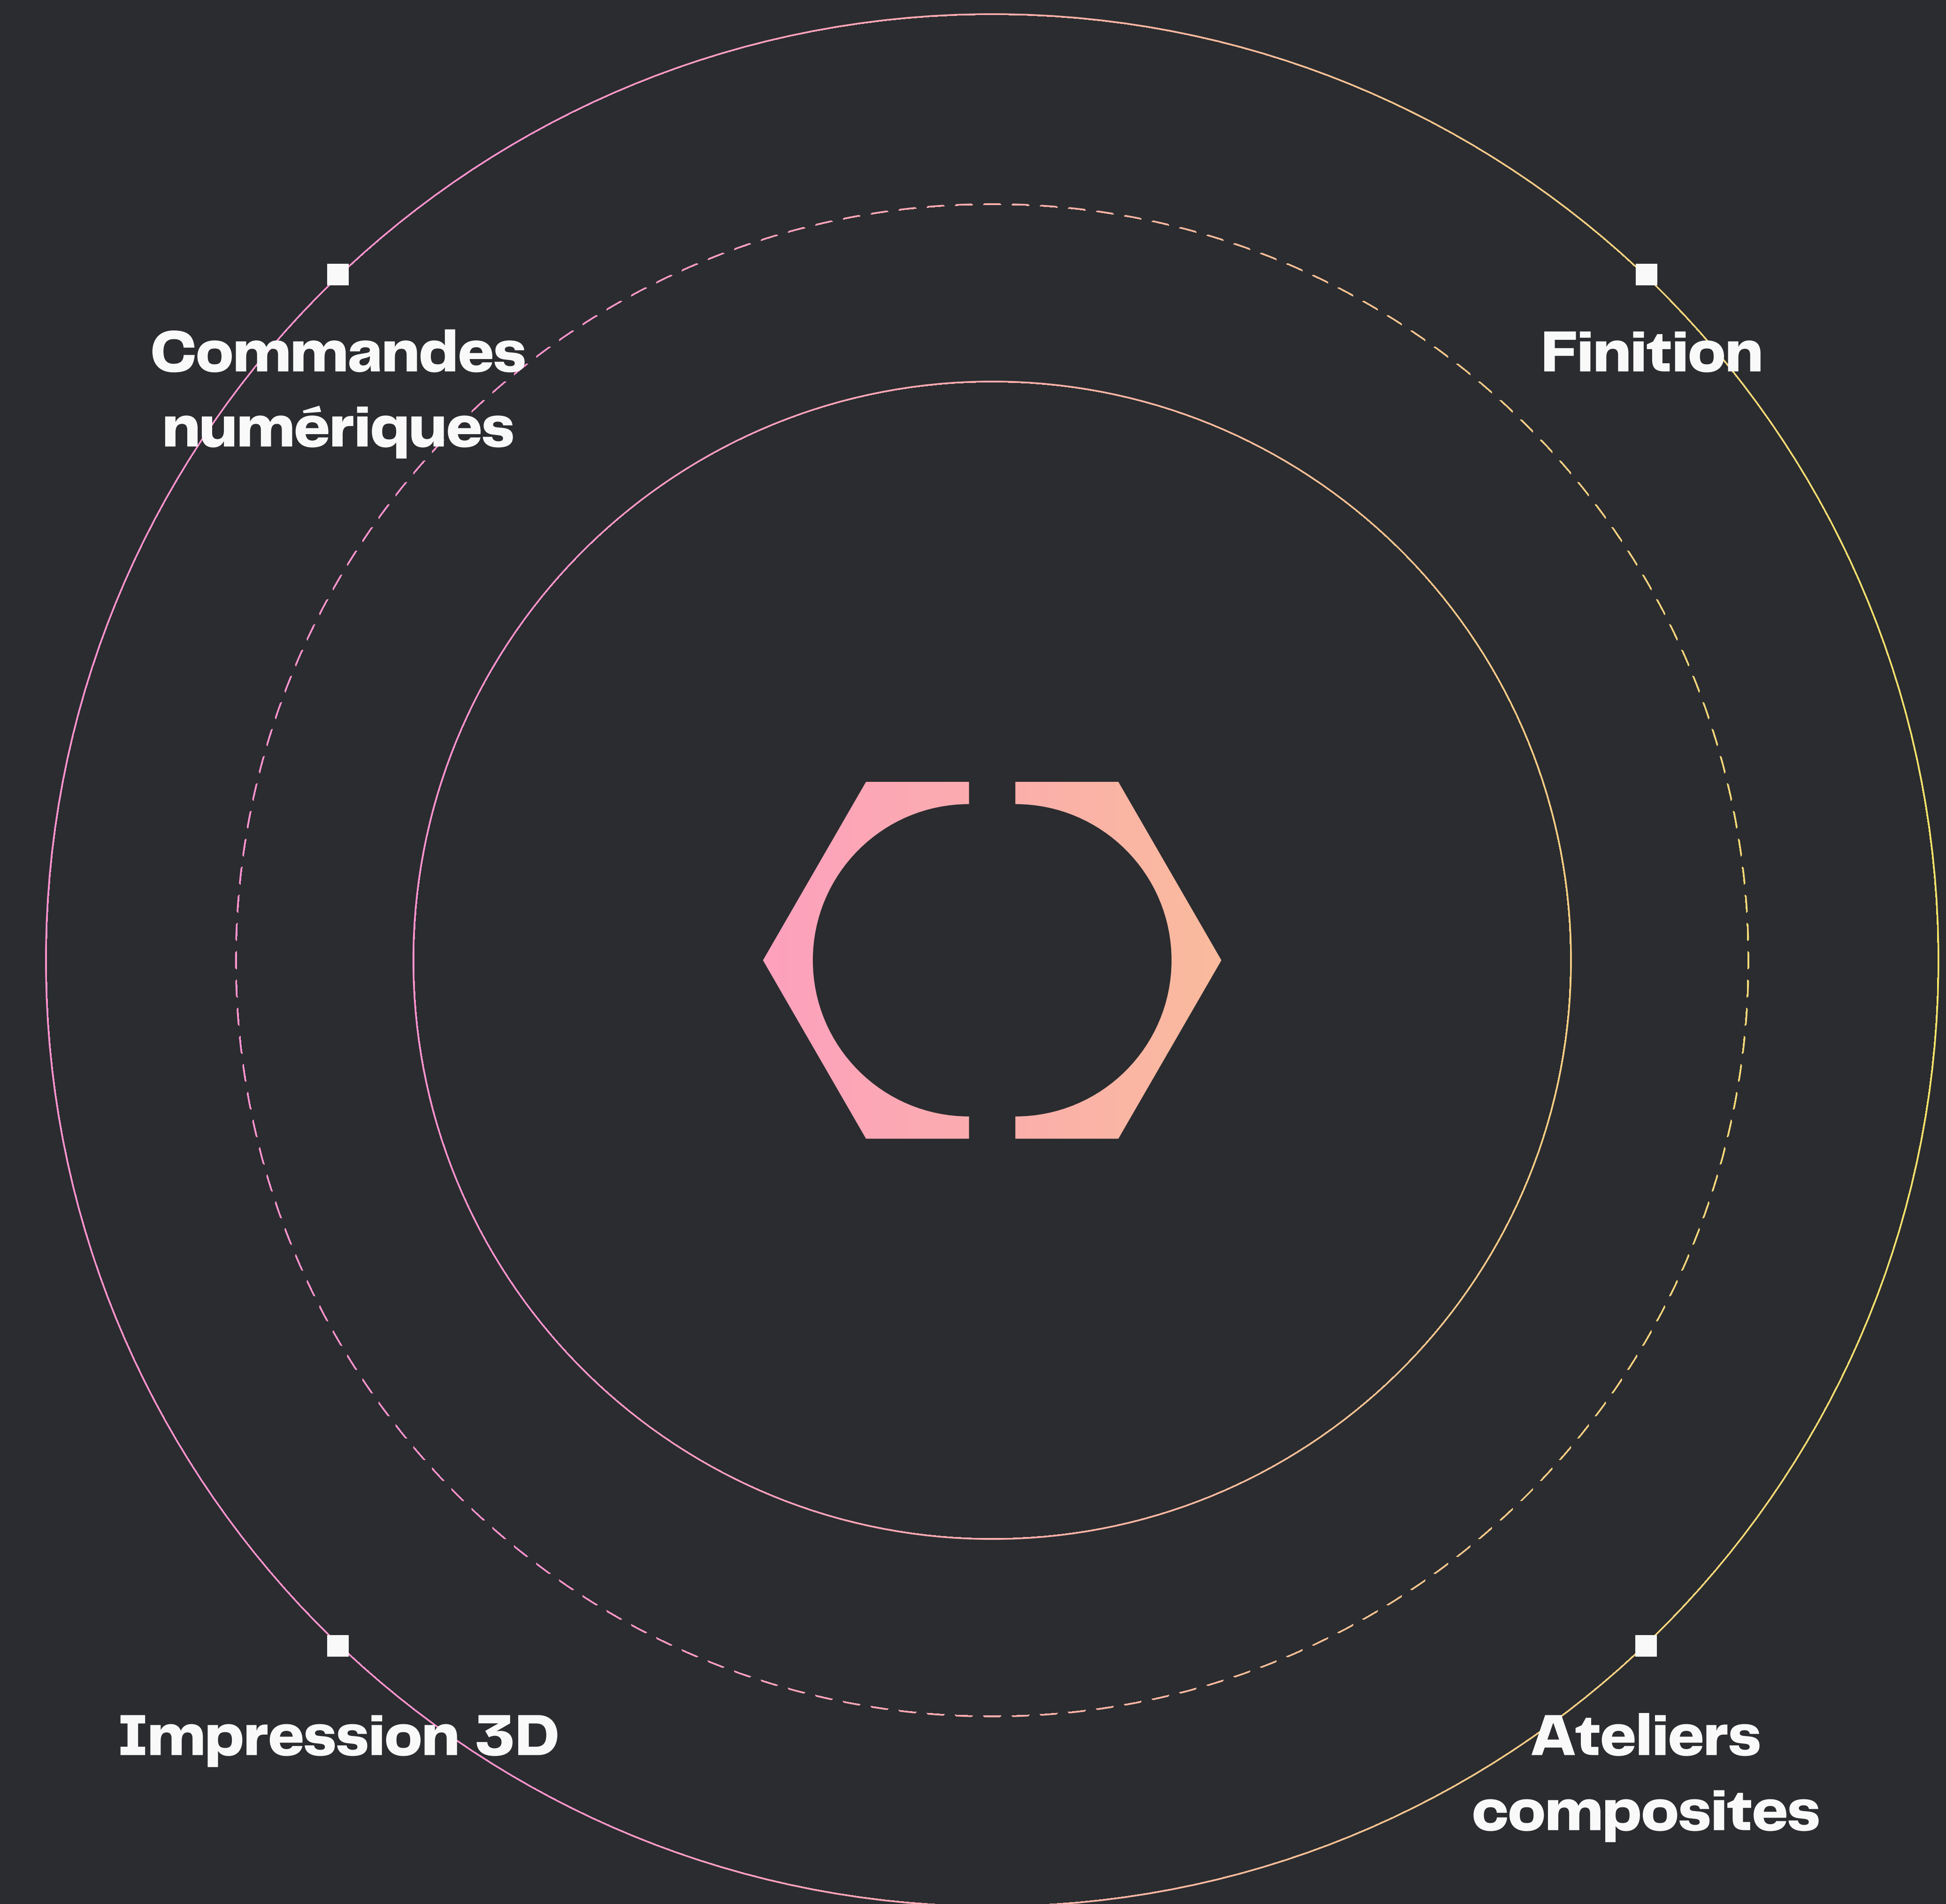 Commandes
numériques
Finition
Impression 3D
Ateliers
composites